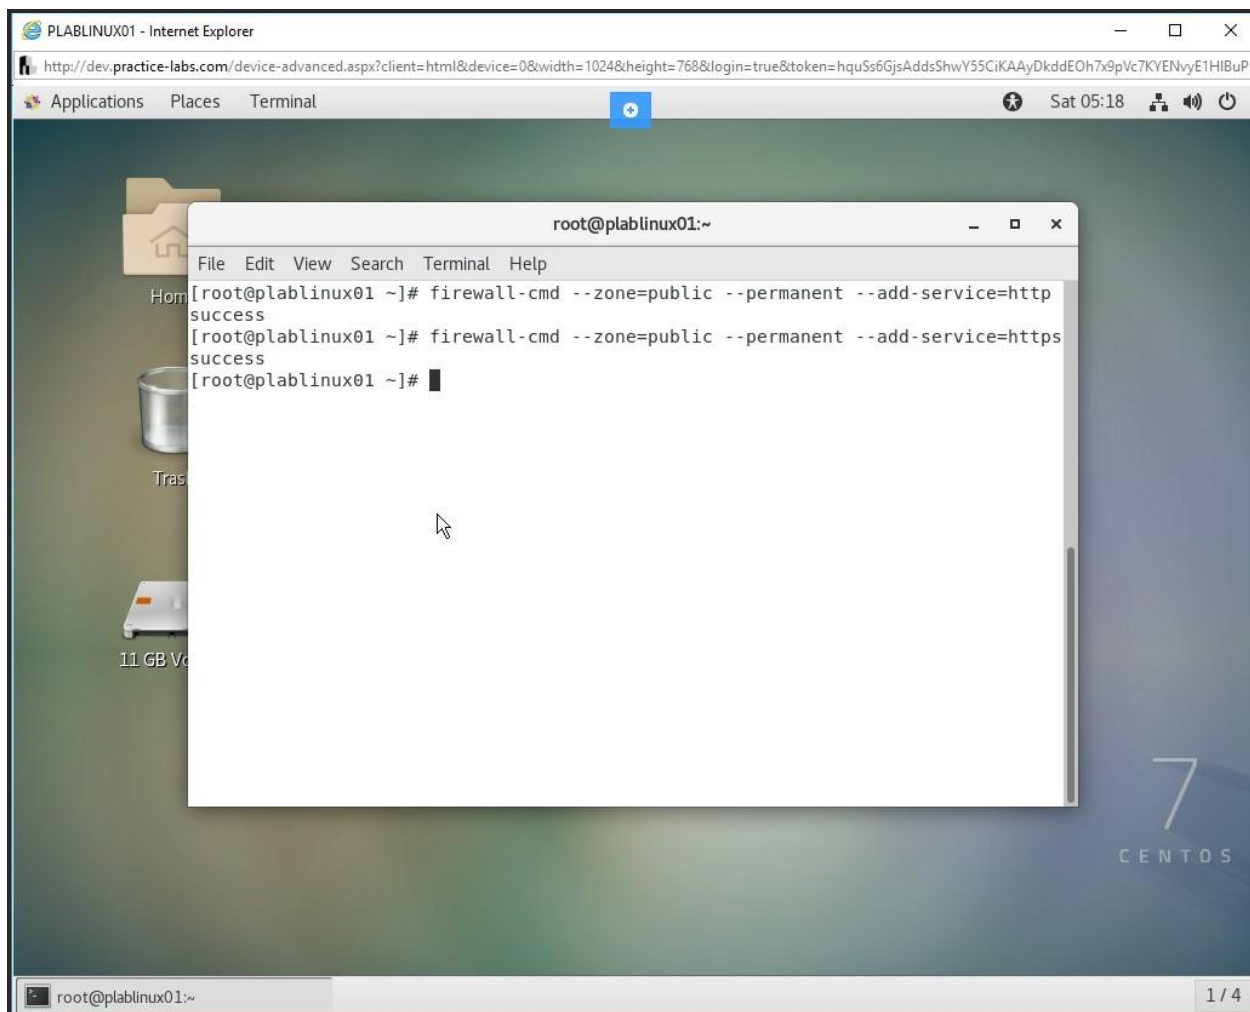 PLABLINUX01 - Internet Explorer
http://dev.practice-labs.com/device-advanced.aspx?client=html&device=0&width=1024&height=768&login=true&token=hquSs6GjsAddsShwY55CiKAAyDkddEOh7x9pVc7KYENvyE1HIBuP
Applications Places Terminal Sat 05:18
root@plablinux01:~
File Edit View Search Terminal Help
[root@plablinux01 ~]# firewall-cmd --zone=public --permanent --add-service=http
success
[root@plablinux01 ~]# firewall-cmd --zone=public --permanent --add-service=https
success
[root@plablinux01 ~]#
Hom
Tras
11 GB Vo
7
CENTOS
root@plablinux01:~ 1 / 4